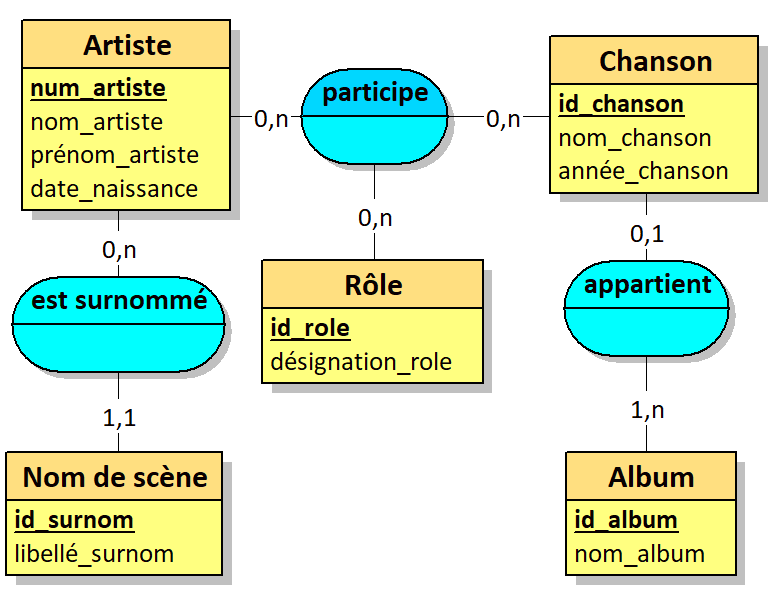 Artiste
num_artiste
nom_artiste
prénom_artiste
date_naissance
0,n
participe
0,n
Chanson
id_chanson
nom_chanson
année_chanson
0,n
0,n
0,1
est surnommé
Rôle
id_role
désignation_role
appartient
1,1
1,n
Nom de scène
id_surnom
libellé_surnom
Album
id_album
nom_album